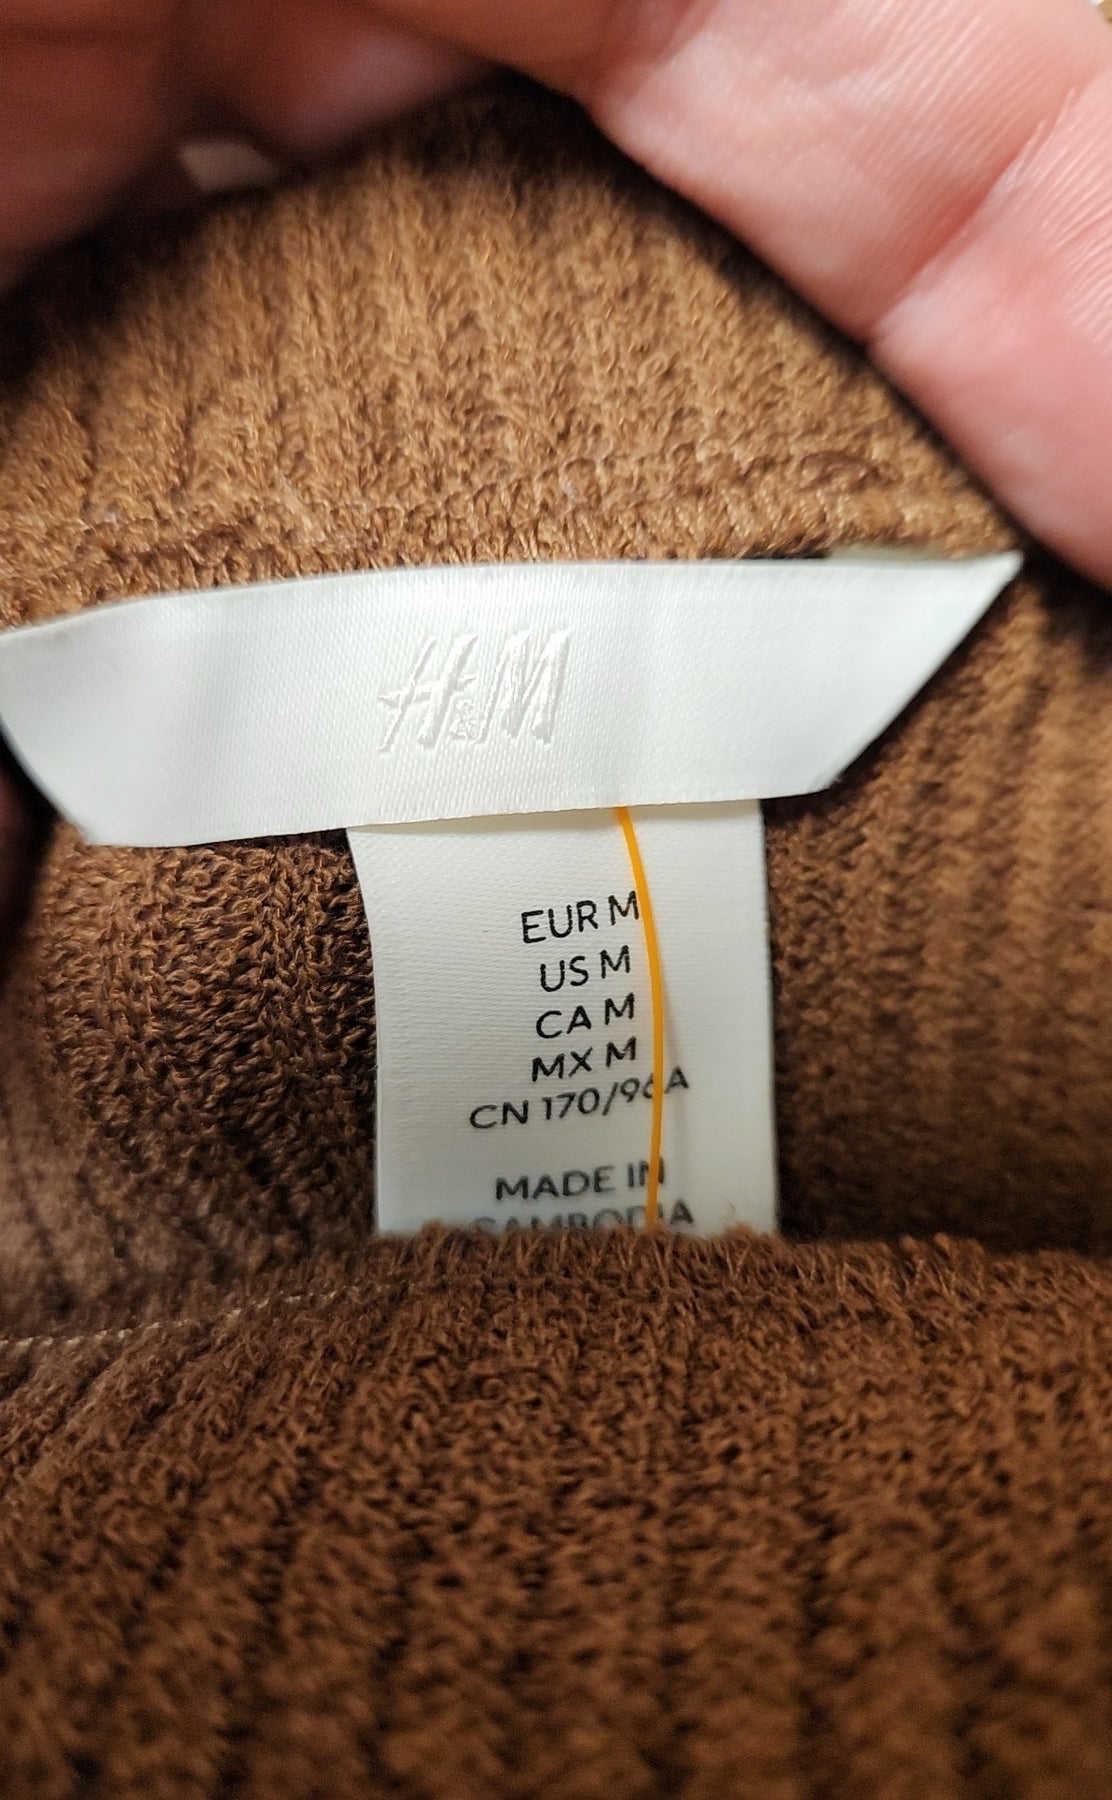 H&M
EUR M
US M
CA M
MX M
CN 170/96A
MADE IN
CAMBODIA